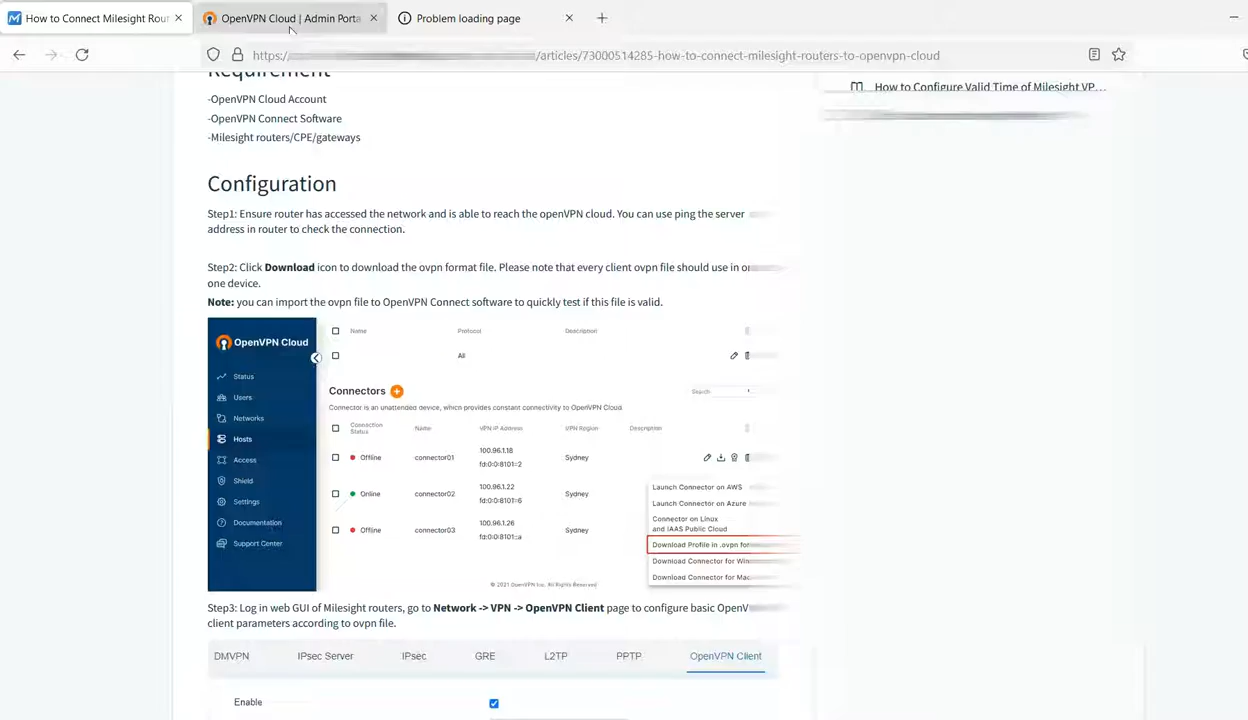 How to Connect Milesight Rou
OpenVPN Cloud | Admin Porta
Problem loading page
https://
/articles/73000514285-how-to-connect-milesight-routers-to-openvpn-cloud
Requirement
How to Configure Valid Time of Milesight VP...
-OpenVPN Cloud Account
-OpenVPN Connect Software
-Milesight routers/CPE/gateways
Configuration
Step1: Ensure router has accessed the network and is able to reach the openVPN cloud. You can use ping the server
address in router to check the connection.
Step2: Click Download icon to download the ovpn format file. Please note that every client ovpn file should use in
one device.
Note: you can import the ovpn file to OpenVPN Connect software to quickly test if this file is valid.
OpenVPN Cloud
Status
Users
Networks
Hosts
Access
Shield
Settings
Documentation
Support Center
Name Protocol Description
All
Connectors
Search
Connector is an unattended device, which provides constant connectivity to OpenVPN Cloud
Connection
Status
Name VPN IP Address VPN Region Description
Offline connector01 100.96.1.18 Sydney
fd:0:0:8101::2
Online connector02 100.96.1.22 Sydney
fd:0:0:8101::6
Offline connector03 100.96.1.26 Sydney
fd:0:0:8101::a
Launch Connector on AWS
Launch Connector on Azure
Connector on Linux
and IAAS Public Cloud
Download Profile in .ovpn for
Download Connector for Win
Download Connector for Mac
© 2021 OpenVPN Inc. All Rights Reserved
Step3: Log in web GUI of Milesight routers, go to Network -> VPN -> OpenVPN Client page to configure basic OpenV
client parameters according to ovpn file.
DMVPN IPsec Server IPsec GRE L2TP PPTP OpenVPN Client
Enable